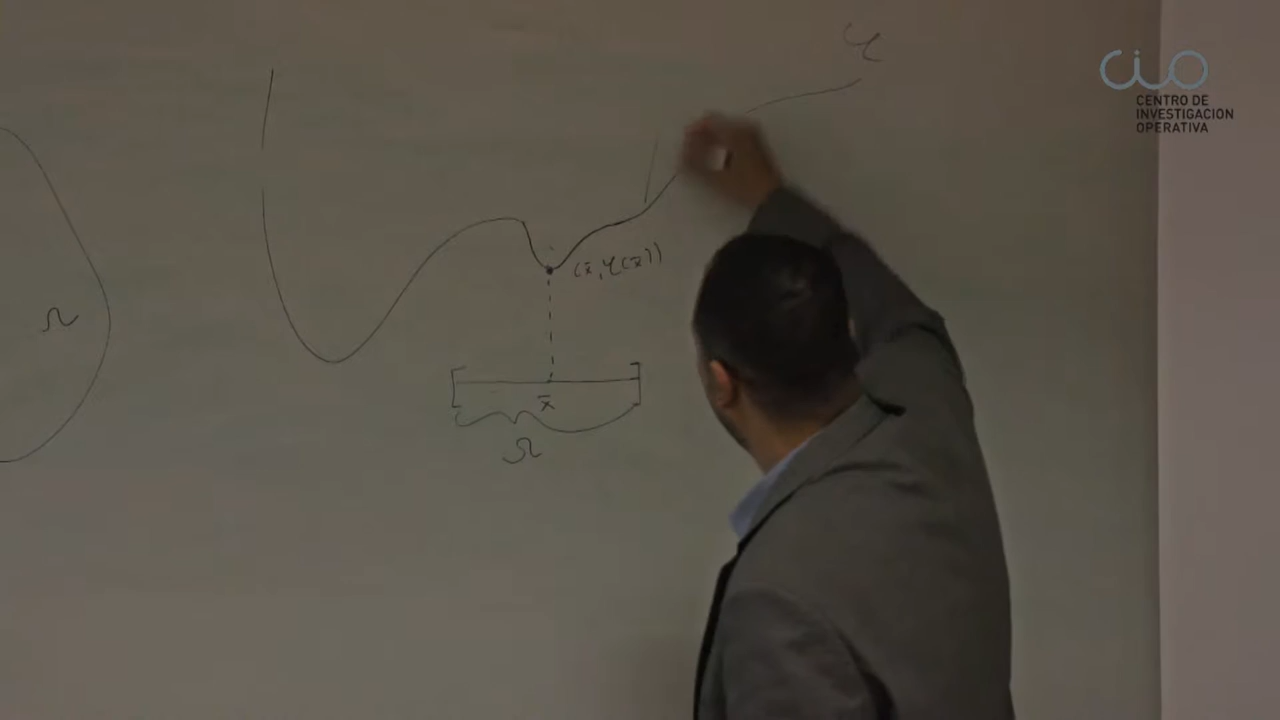 CIO
CENTRO DE
INVESTIGACION
OPERATIVA
φ
(x̄, φ(x̄))
Ω
x̄
Ω